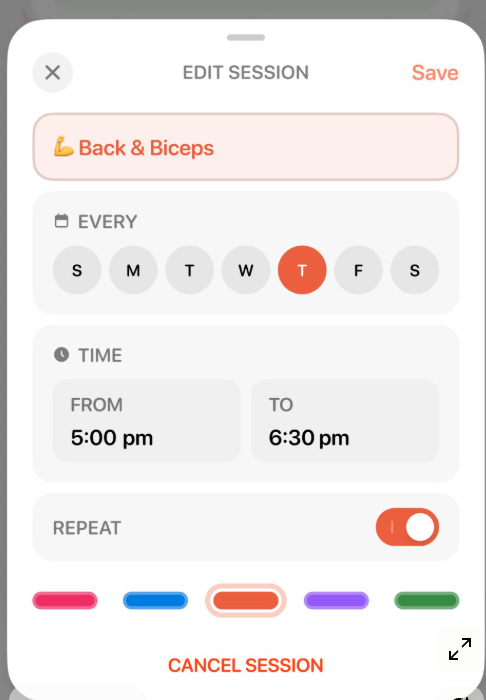 EDIT SESSION
Save
💪 Back & Biceps
EVERY
S M T W T F S
TIME
FROM
5:00 pm
TO
6:30 pm
REPEAT
CANCEL SESSION